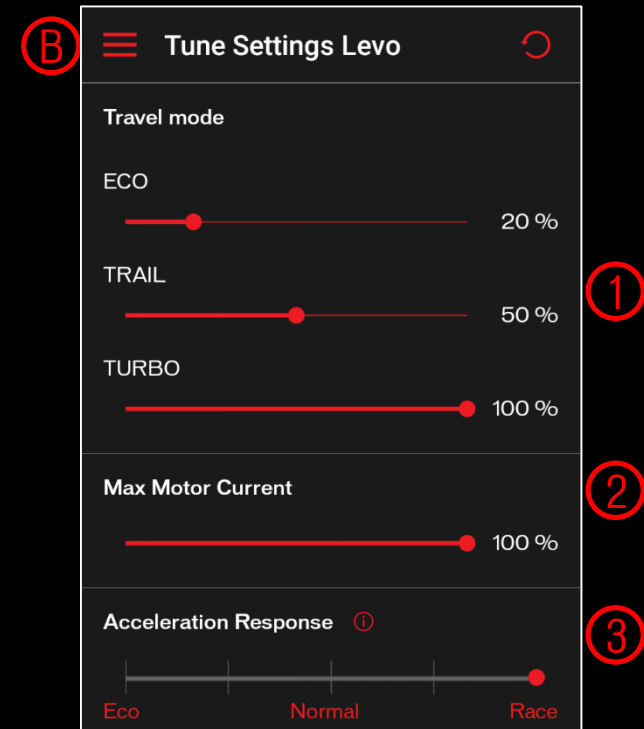 B Tune Settings Levo
Travel mode
ECO
20 %
TRAIL
1
50 %
TURBO
100 %
Max Motor Current
2
100 %
Acceleration Response i
3
Eco Normal Race